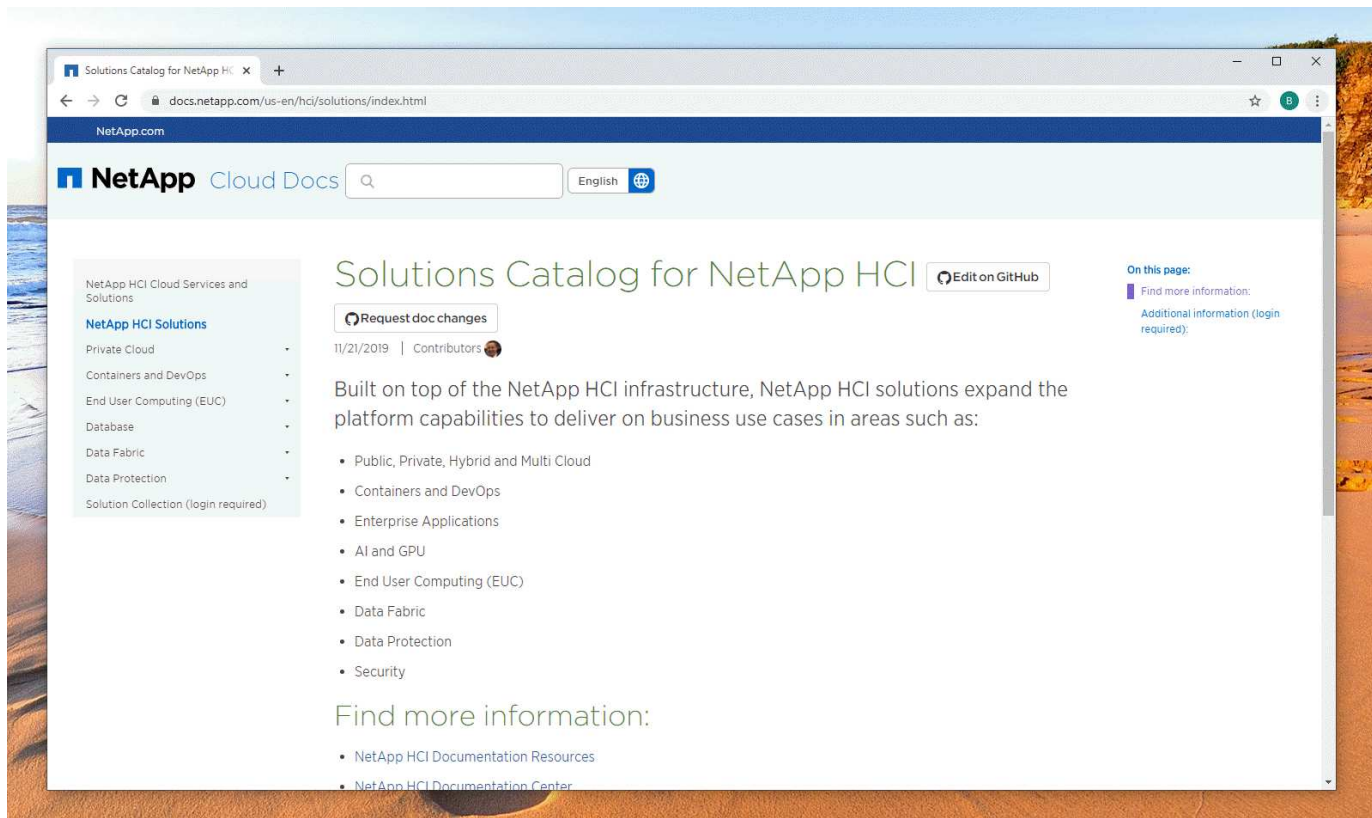 Solutions Catalog for NetApp HC
docs.netapp.com/us-en/hci/solutions/index.html
B
NetApp.com
NetApp Cloud Docs
English
NetApp HCI Cloud Services and
Solutions
NetApp HCI Solutions
Private Cloud
Containers and DevOps
End User Computing (EUC)
Database
Data Fabric
Data Protection
Solution Collection (login required)
Solutions Catalog for NetApp HCI
Edit on GitHub
Request doc changes
11/21/2019 | Contributors
Built on top of the NetApp HCI infrastructure, NetApp HCI solutions expand the
platform capabilities to deliver on business use cases in areas such as:
• Public, Private, Hybrid and Multi Cloud
• Containers and DevOps
• Enterprise Applications
• AI and GPU
• End User Computing (EUC)
• Data Fabric
• Data Protection
• Security
Find more information:
• NetApp HCI Documentation Resources
• NetApp HCI Documentation Center
On this page:
Find more information:
Additional information (login
required):